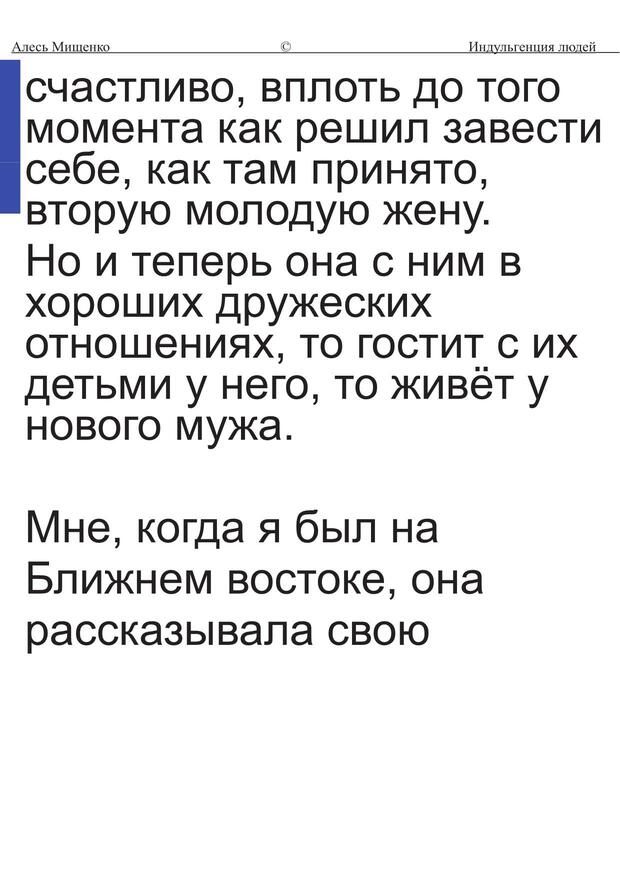 Алесь Мищенко © Индульгенция людей
счастливо, вплоть до того
момента как решил завести
себе, как там принято,
вторую молодую жену.
Но и теперь она с ним в
хороших дружеских
отношениях, то гостит с их
детьми у него, то живёт у
нового мужа.
Мне, когда я был на
Ближнем востоке, она
рассказывала свою